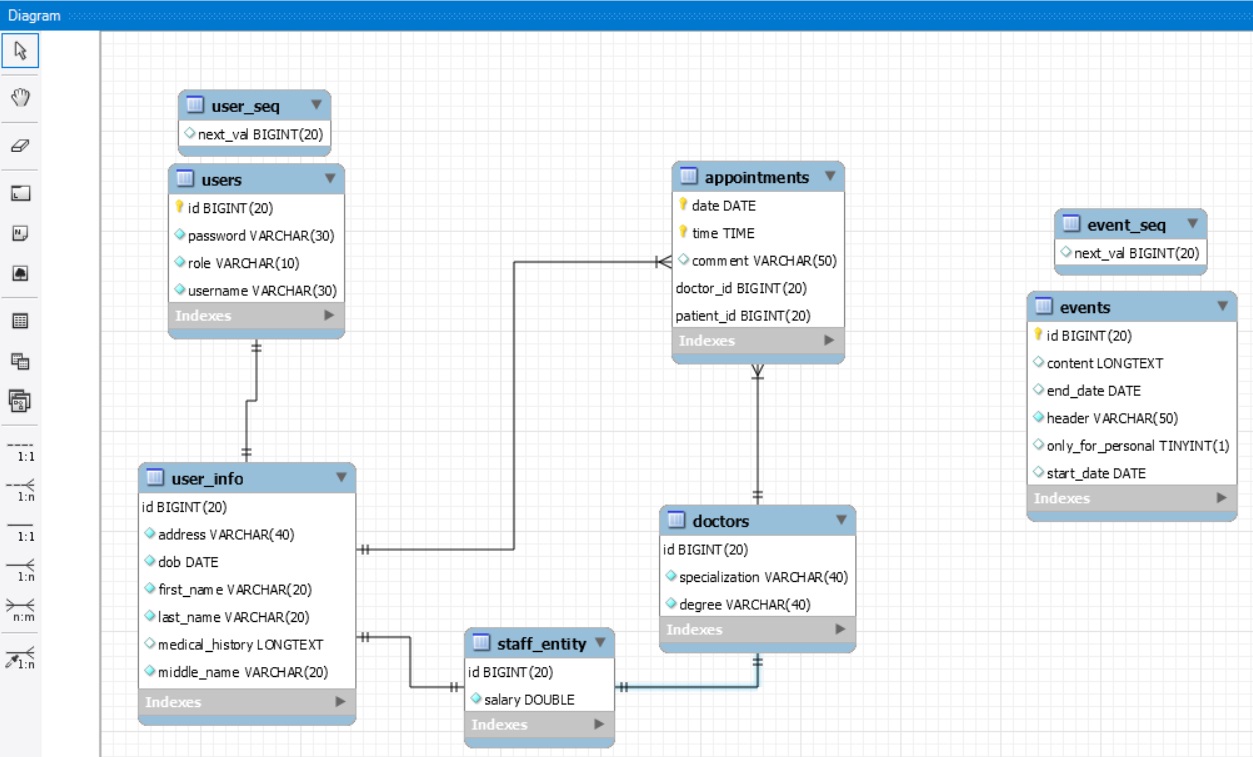 Diagram
user_seq
next_val BIGINT(20)
users
id BIGINT(20)
password VARCHAR(30)
role VARCHAR(10)
username VARCHAR(30)
Indexes
appointments
date DATE
time TIME
comment VARCHAR(50)
doctor_id BIGINT(20)
patient_id BIGINT(20)
Indexes
event_seq
next_val BIGINT(20)
events
id BIGINT(20)
content LONGTEXT
end_date DATE
header VARCHAR(50)
only_for_personal TINYINT(1)
start_date DATE
Indexes
user_info
id BIGINT(20)
address VARCHAR(40)
dob DATE
first_name VARCHAR(20)
last_name VARCHAR(20)
medical_history LONGTEXT
middle_name VARCHAR(20)
Indexes
staff_entity
id BIGINT(20)
salary DOUBLE
Indexes
doctors
id BIGINT(20)
specialization VARCHAR(40)
degree VARCHAR(40)
Indexes
1:1
1:n
1:1
1:n
n:m
1:n